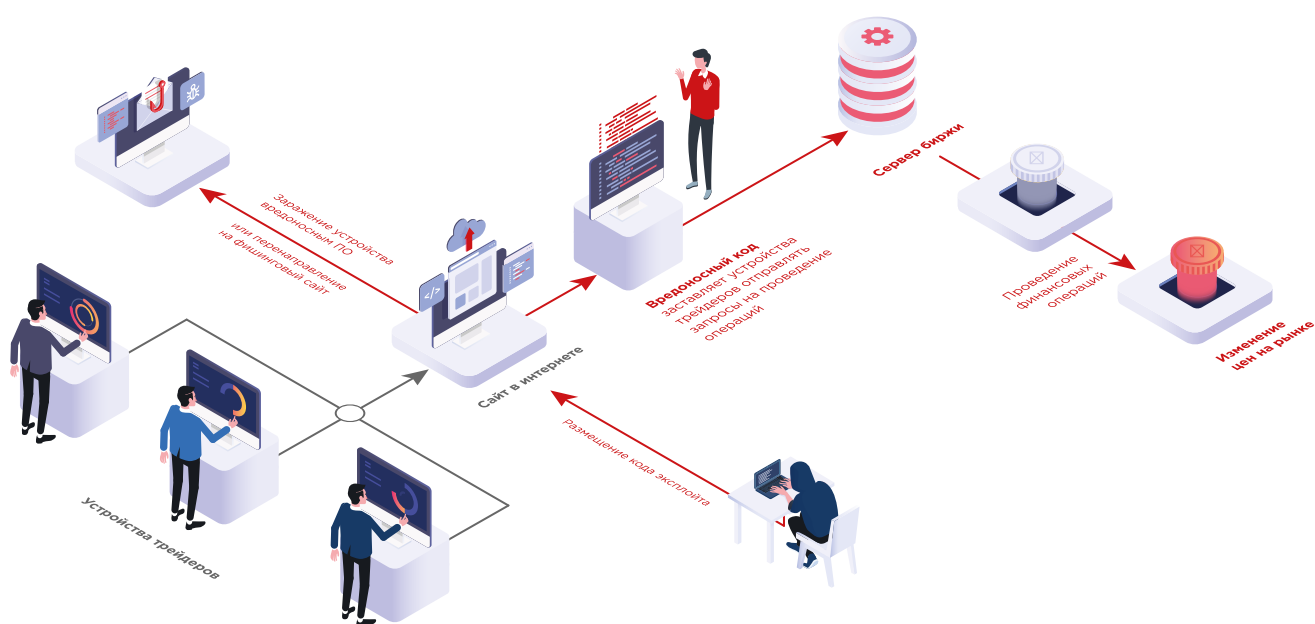 Заражение устройства
вредоносным ПО
или перенаправление
на фишинговый сайт
Сервер биржи
Вредоносный код
заставляет устройства
трейдеров отправлять
запросы на проведение
операций
Проведение
финансовых
операций
Изменение
цен на рынке
Сайт в интернете
</>
Размещение кода эксплойта
Устройства трейдеров